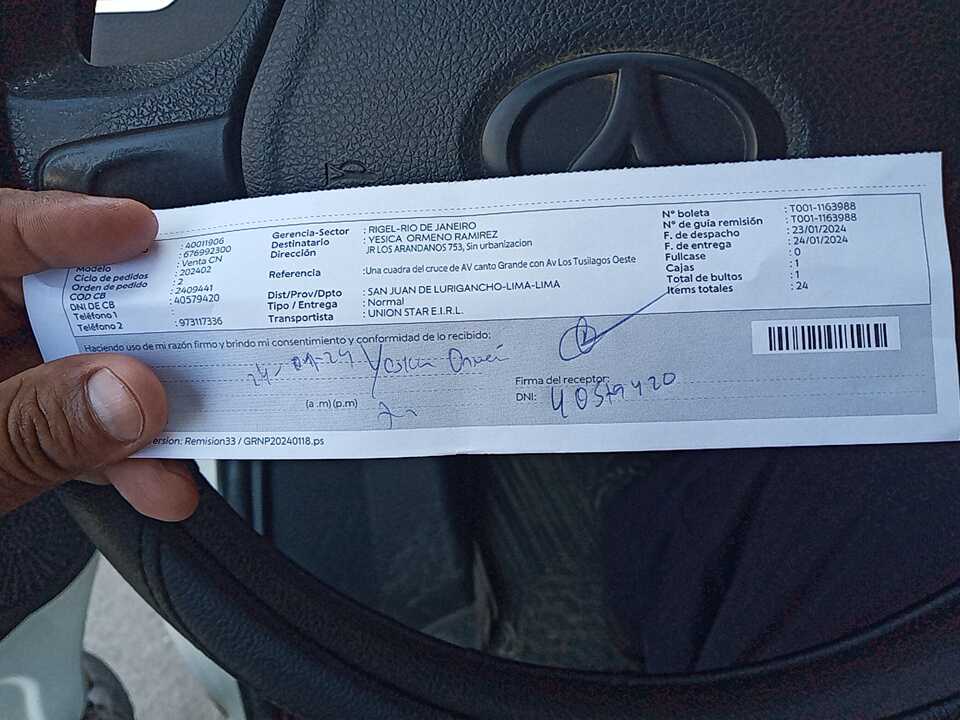 : 40011906
: 676992300
Modelo : Venta CN
Ciclo de pedidos : 202402
Orden de pedido : 2
COD CB : 2409441
DNI DE CB : 40579420
Teléfono 1 :
Teléfono 2 : 973117336
Gerencia-Sector : RIGEL-RIO DE JANEIRO
Destinatario : YESICA ORMENO RAMIREZ
Dirección JR LOS ARANDANOS 753, Sin urbanizacion
Referencia :Una cuadra del cruce de AV canto Grande con Av Los Tusilagos Oeste
Dist/Prov/Dpto : SAN JUAN DE LURIGANCHO-LIMA-LIMA
Tipo / Entrega : Normal
Transportista : UNION STAR E.I.R.L.
N° boleta : T001-1163988
N° de guía remisión : T001-1163988
F. de despacho : 23/01/2024
F. de entrega : 24/01/2024
Fullcase : 0
Cajas : 1
Total de bultos : 1
Items totales : 24
Haciendo uso de mi razón firmo y brindo mi consentimiento y conformidad de lo recibido:
24-01-24
(a .m) (p.m)
Firma del receptor:
DNI: 40579420
ersion: Remision33 / GRNP20240118.ps